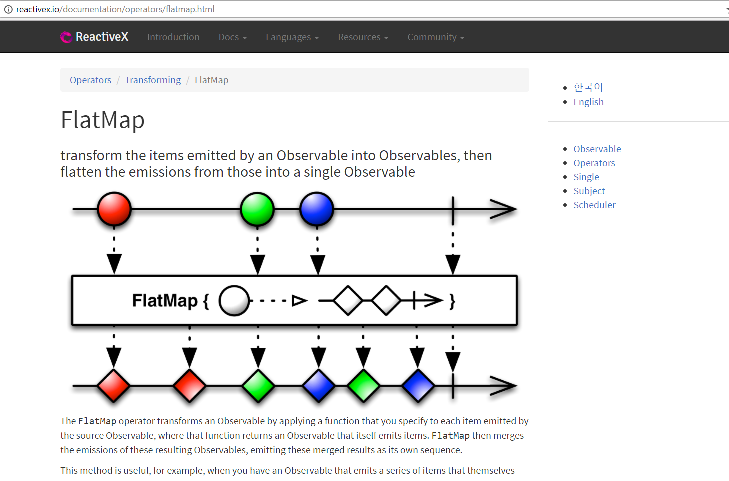 reactivex.io/documentation/operators/flatmap.html
ReactiveX Introduction Docs Languages Resources Community
Operators / Transforming / FlatMap
FlatMap
transform the items emitted by an Observable into Observables, then
flatten the emissions from those into a single Observable
FlatMap { }
The FlatMap operator transforms an Observable by applying a function that you specify to each item emitted by
the source Observable, where that function returns an Observable that itself emits items. FlatMap then merges
the emissions of these resulting Observables, emitting these merged results as its own sequence.
This method is useful, for example, when you have an Observable that emits a series of items that themselves
한국어
English
Observable
Operators
Single
Subject
Scheduler